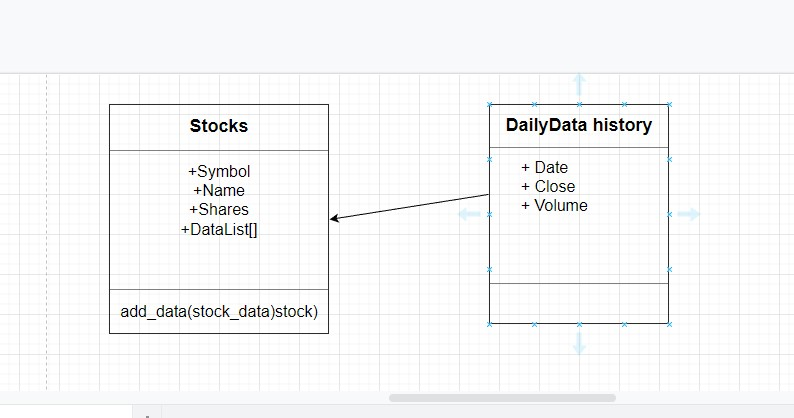 Stocks
+Symbol
+Name
+Shares
+DataList[]
add_data(stock_data)stock)
DailyData history
+ Date
+ Close
+ Volume